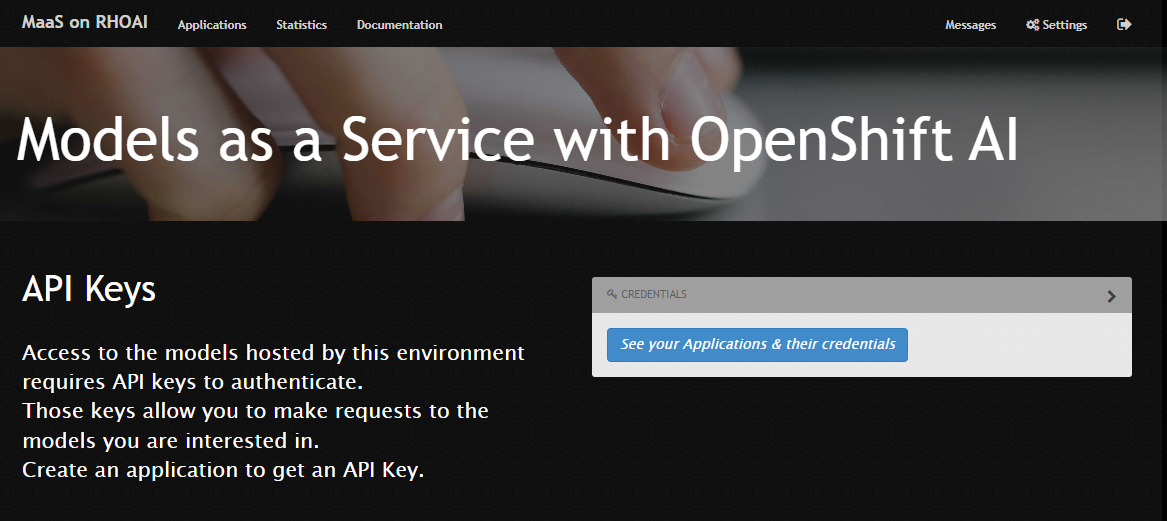 MaaS on RHOAI Applications Statistics Documentation Messages Settings
Models as a Service with OpenShift AI
API Keys
CREDENTIALS
See your Applications & their credentials
Access to the models hosted by this environment
requires API keys to authenticate.
Those keys allow you to make requests to the
models you are interested in.
Create an application to get an API Key.